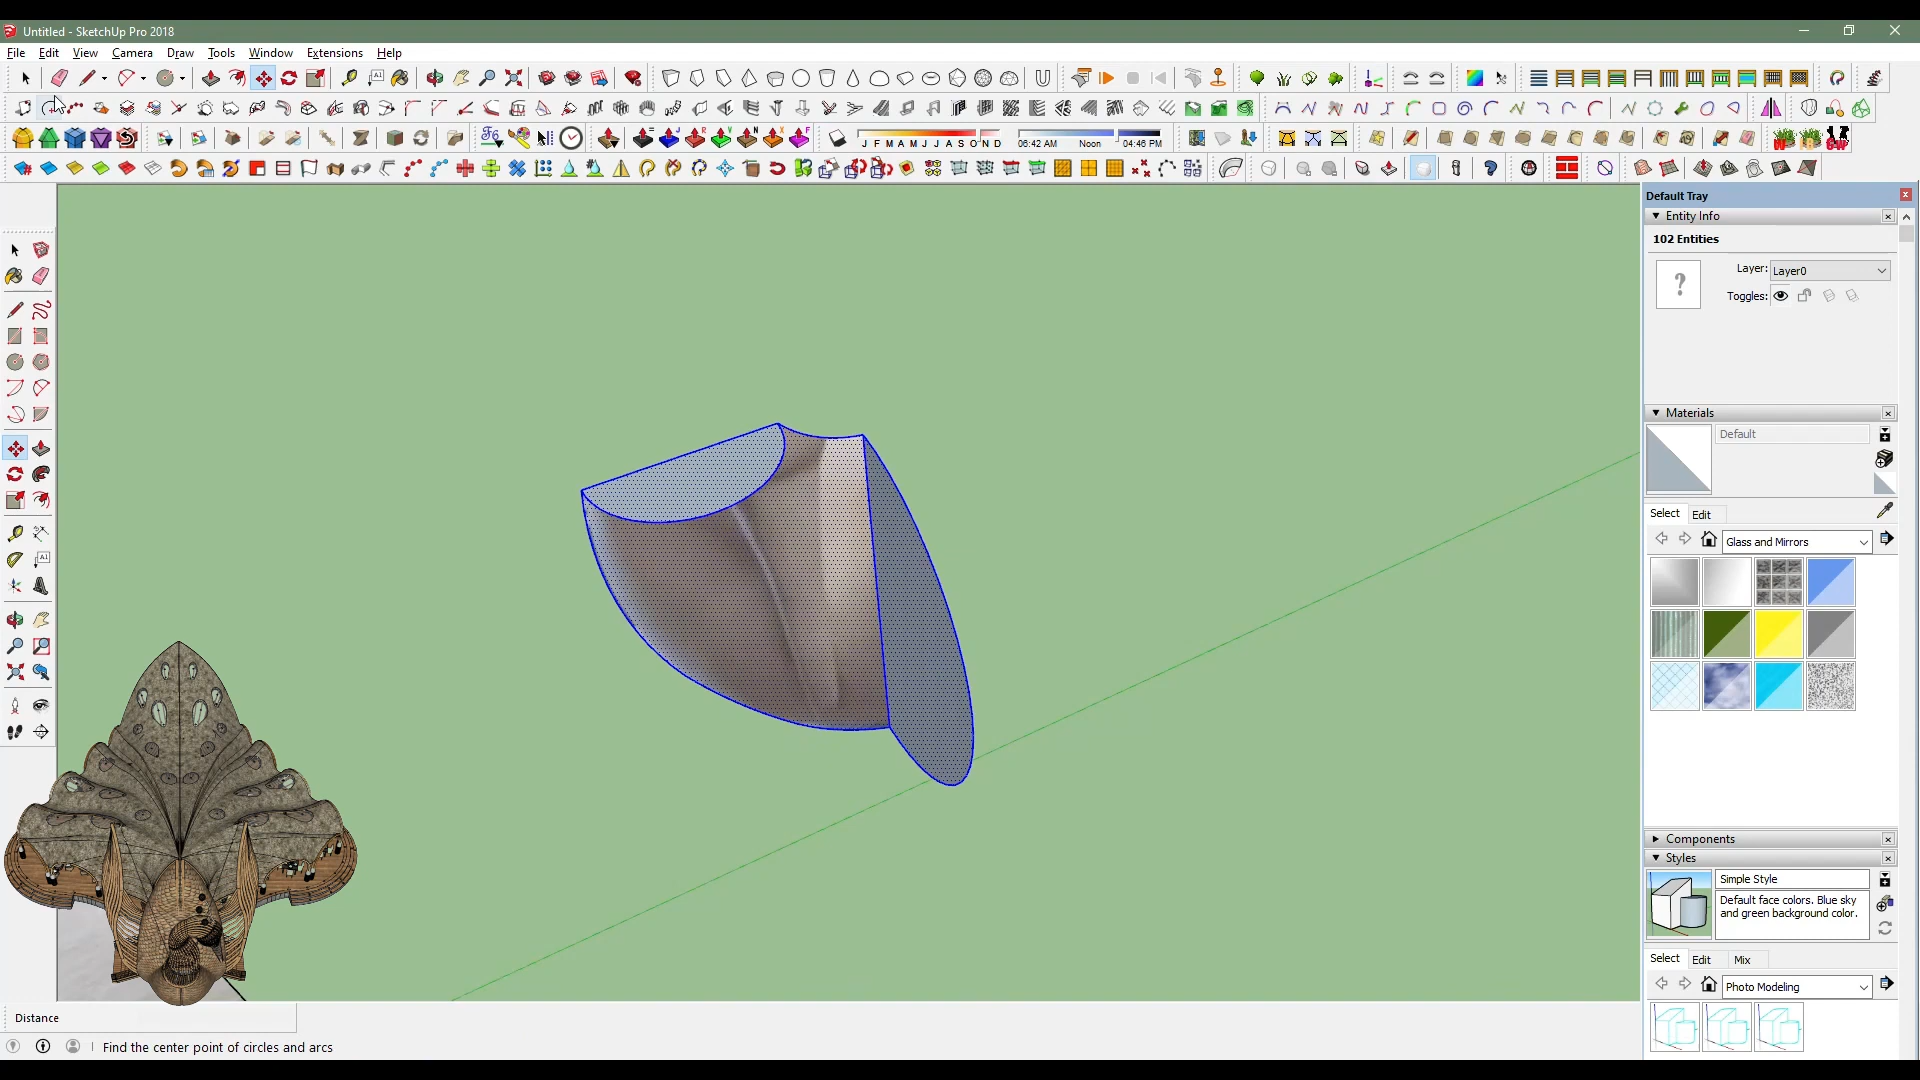 Untitled - SketchUp Pro 2018
File Edit View Camera Draw Tools Window Extensions Help
J F M A M J J A S O N D
06:42 AM Noon 04:46 PM
Default Tray
Entity Info
102 Entities
Layer: Layer0
Toggles:
Materials
Default
Select Edit
Glass and Mirrors
Components
Styles
Simple Style
Default face colors. Blue sky
and green background color.
Select Edit Mix
Photo Modeling
Distance
Find the center point of circles and arcs